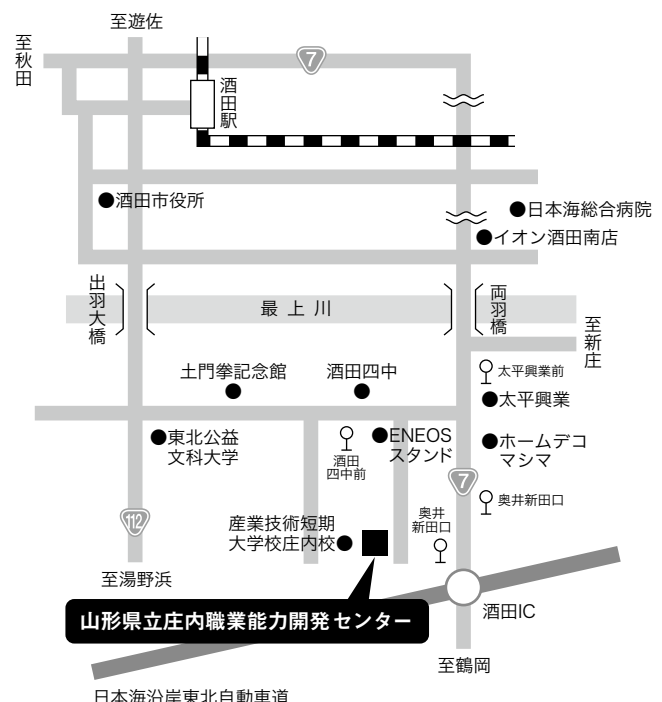 至遊佐
至秋田
7
酒田駅
酒田市役所
日本海総合病院
イオン酒田南店
出羽大橋
最上川
両羽橋
至新庄
土門拳記念館
酒田四中
太平興業前
太平興業
東北公益
文科大学
酒田
四中前
ENEOS
スタンド
ホームデコ
マシマ
7
奥井新田口
112
産業技術短期
大学校庄内校
奥井
新田口
至湯野浜
山形県立庄内職業能力開発センター
酒田IC
至鶴岡
日本海沿岸東北自動車道